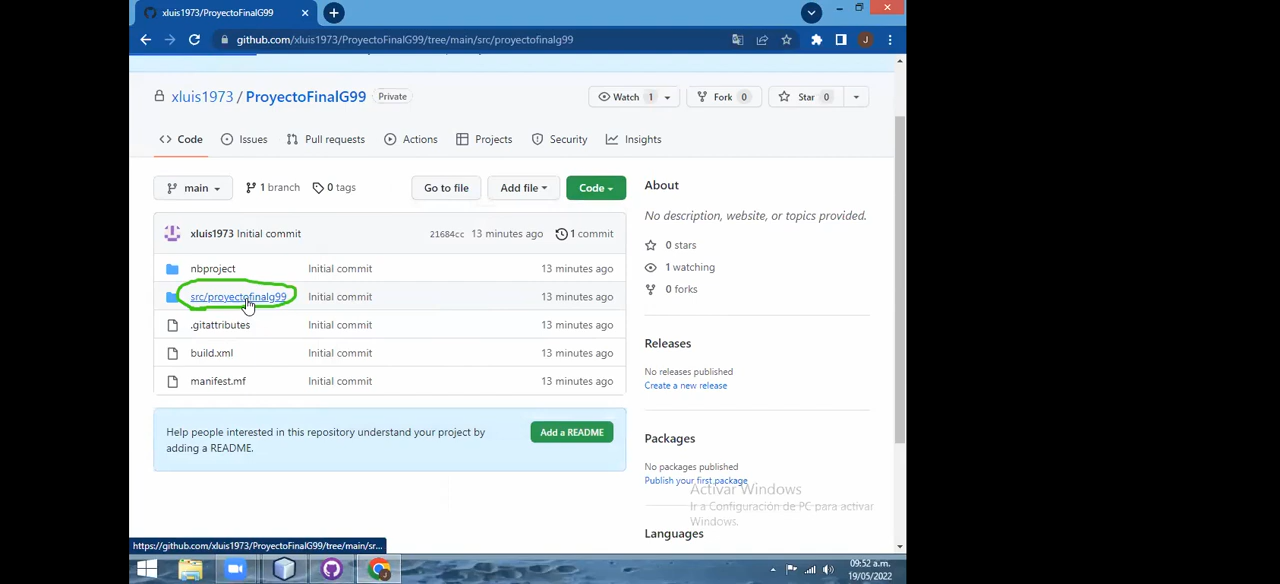 xluis1973/ProyectoFinalG99
github.com/xluis1973/ProyectoFinalG99/tree/main/src/proyectofinalg99
J
xluis1973 / ProyectoFinalG99 Private
Watch 1
Fork 0
Star 0
Code
Issues
Pull requests
Actions
Projects
Security
Insights
main
1 branch
0 tags
Go to file
Add file
Code
About
No description, website, or topics provided.
0 stars
1 watching
0 forks
xluis1973 Initial commit 21684cc 13 minutes ago 1 commit
nbproject Initial commit 13 minutes ago
src/proyectofinalg99 Initial commit 13 minutes ago
.gitattributes Initial commit 13 minutes ago
build.xml Initial commit 13 minutes ago
manifest.mf Initial commit 13 minutes ago
Help people interested in this repository understand your project by
adding a README.
Add a README
Releases
No releases published
Create a new release
Packages
No packages published
Publish your first package
Activar Windows
Ir a Configuración de PC para activar
Windows.
Languages
https://github.com/xluis1973/ProyectoFinalG99/tree/main/sr...
09:52 a.m.
19/05/2022